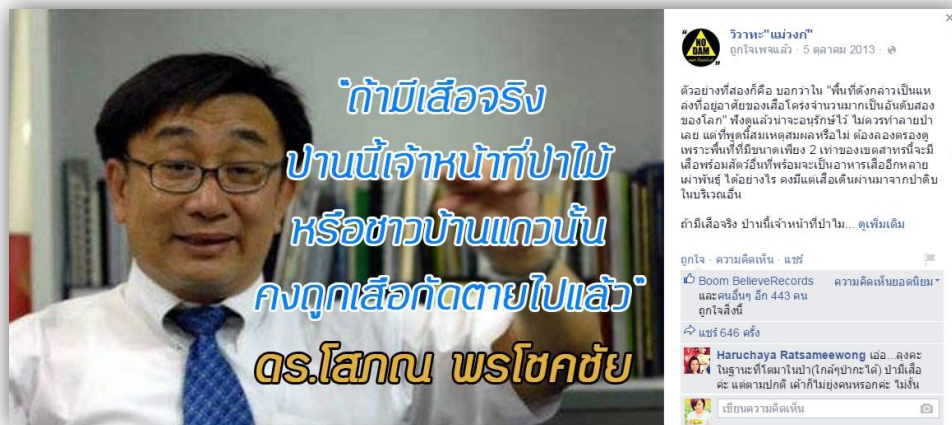 "ถ้ามีเสือจริง
ป่านนี้เจ้าหน้าที่ป่าไม้
หรือชาวบ้านแถวนั้น
คงถูกเสือกัดตายไปแล้ว"
ดร.โสภณ พรโชคชัย
"NO
DAM"
วิวาทะ"แม่วงก์"
ถูกใจเพจแล้ว · 5 ตุลาคม 2013 ·
ตัวอย่างที่สองก็คือ บอกว่าใน "พื้นที่ดังกล่าวเป็นแห
ล่งที่อยู่อาศัยของเสือโคร่งจำนวนมากเป็นอันดับสอง
ของโลก" ฟังดูแล้วน่าจะอนุรักษ์ไว้ ไม่ควรทำลายป่า
เลย แต่ที่พูดนี้สมเหตุสมผลหรือไม่ ต้องลองตรองดู
เพราะพื้นที่ที่มีขนาดเพียง 2 เท่าของเขตสาทรนี้จะมี
เสือพร้อมสัตว์อื่นที่พร้อมจะเป็นอาหารเสืออีกหลาย
เผ่าพันธุ์ ได้อย่างไร คงมีแต่เสือเดินผ่านมาจากป่าดิบ
ในบริเวณอื่น
ถ้ามีเสือจริง ป่านนี้เจ้าหน้าที่ป่าไม... ดูเพิ่มเติม
ถูกใจ · ความคิดเห็น · แชร์
Boom BelieveRecords ความคิดเห็นยอดนิยม
และคนอื่นๆ อีก 443 คน
ถูกใจสิ่งนี้
แชร์ 646 ครั้ง
Haruchaya Ratsameewong เอ่อ...ลุงคะ
ในฐานะที่โตมาในป่า(ใกล้ๆป่ากะได้) ป่ามีเสือ
ค่ะ แต่ตามปกติ เค้าก็ไม่ยุ่งคนหรอกค่ะ ไม่งั้น
เขียนความคิดเห็น